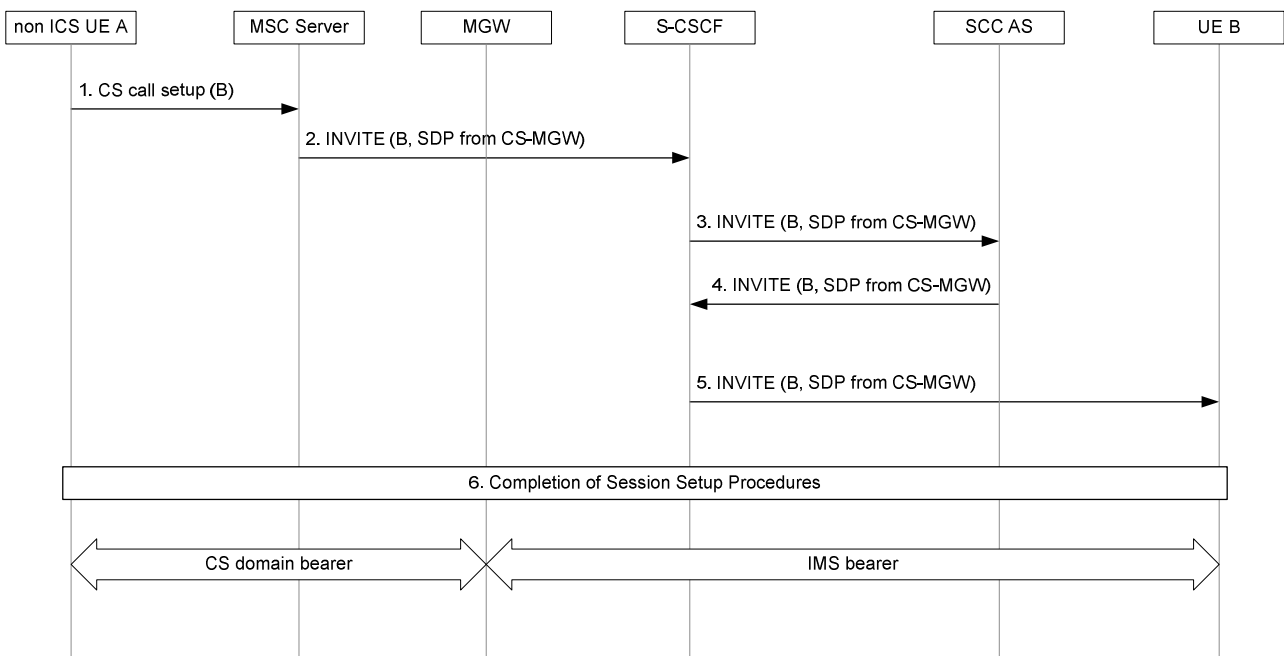 non ICS UE A
MSC Server
MGW
S-CSCF
SCC AS
UE B
1. CS call setup (B)
2. INVITE (B, SDP from CS-MGW)
3. INVITE (B, SDP from CS-MGW)
4. INVITE (B, SDP from CS-MGW)
5. INVITE (B, SDP from CS-MGW)
6. Completion of Session Setup Procedures
CS domain bearer
IMS bearer